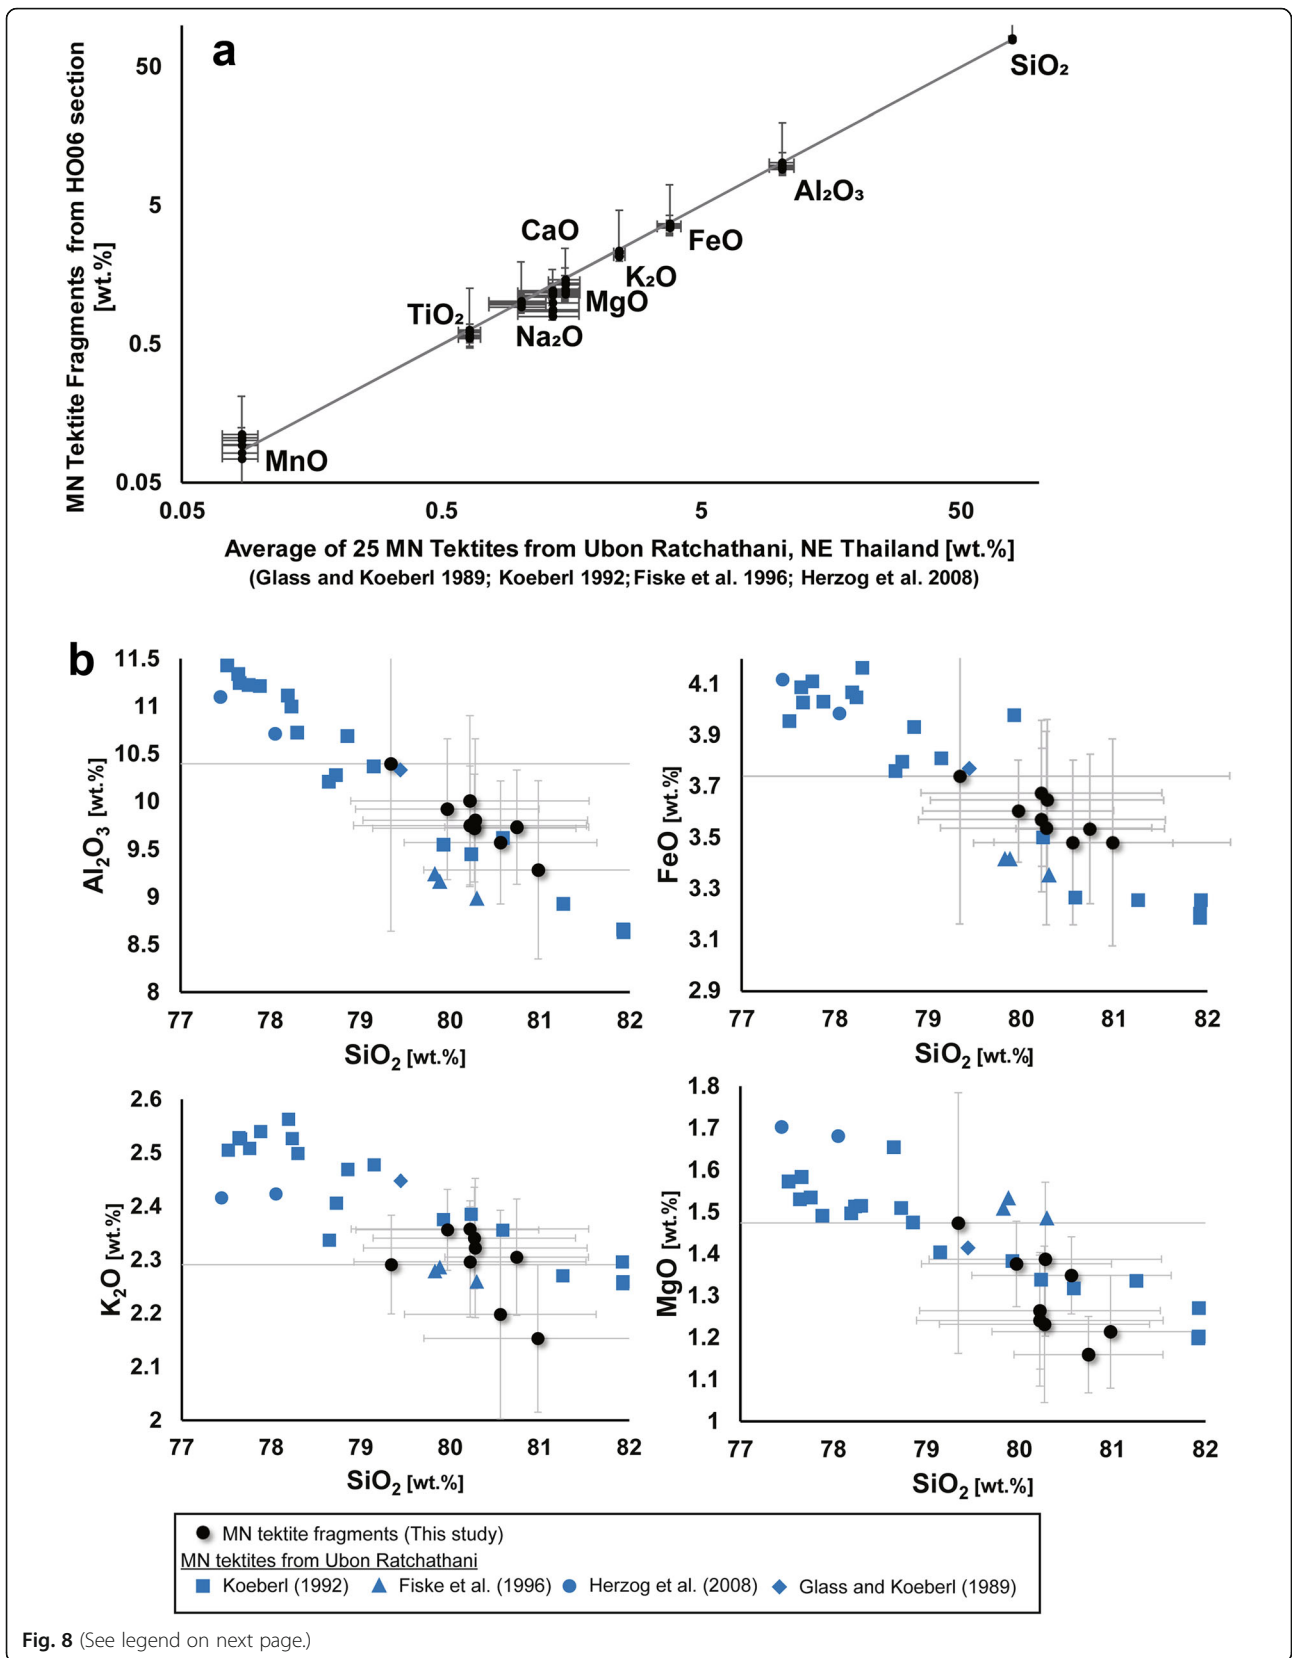 a
MN Tektite Fragments from HO06 section
[wt.%]
50
5
0.5
0.05
SiO₂
Al₂O₃
FeO
CaO
K₂O
MgO
TiO₂
Na₂O
MnO
0.05 0.5 5 50
Average of 25 MN Tektites from Ubon Ratchathani, NE Thailand [wt.%]
(Glass and Koeberl 1989; Koeberl 1992; Fiske et al. 1996; Herzog et al. 2008)
b
Al₂O₃ [wt.%]
11.5
11
10.5
10
9.5
9
8.5
8
77 78 79 80 81 82
SiO₂ [wt.%]
FeO [wt.%]
4.1
3.9
3.7
3.5
3.3
3.1
2.9
77 78 79 80 81 82
SiO₂ [wt.%]
K₂O [wt.%]
2.6
2.5
2.4
2.3
2.2
2.1
2
77 78 79 80 81 82
SiO₂ [wt.%]
MgO [wt.%]
1.8
1.7
1.6
1.5
1.4
1.3
1.2
1.1
1
77 78 79 80 81 82
SiO₂ [wt.%]
MN tektite fragments (This study)
MN tektites from Ubon Ratchathani
Koeberl (1992) Fiske et al. (1996) Herzog et al. (2008) Glass and Koeberl (1989)
Fig. 8 (See legend on next page.)